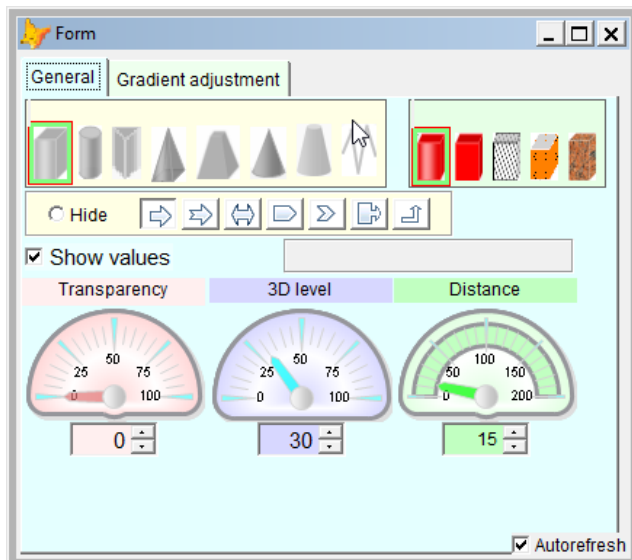 Form
General
Gradient adjustment
Hide
Show values
Transparency
3D level
Distance
0 25 50 75 100
0 25 50 75 100
0 50 100 150 200
0
30
15
Autorefresh